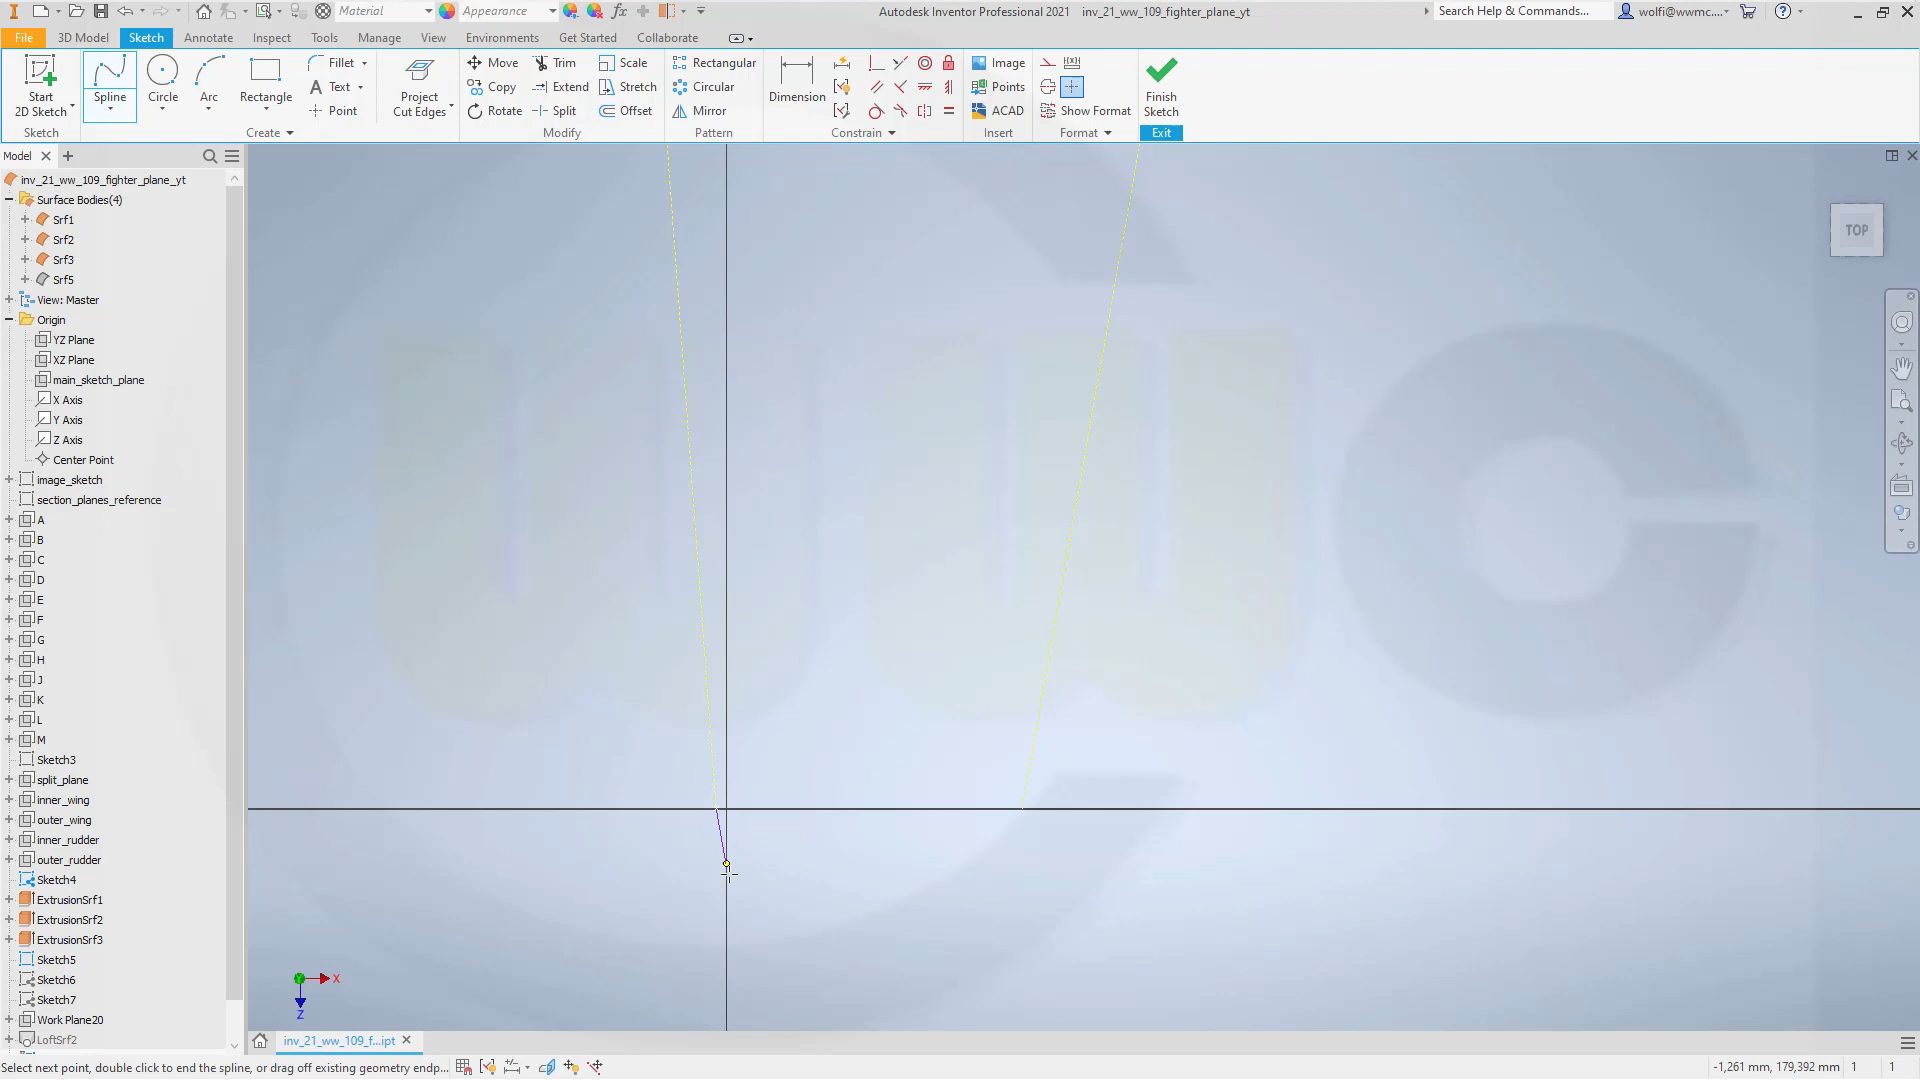 Material
Appearance
fx
Autodesk Inventor Professional 2021 inv_21_ww_109_fighter_plane_yt
Search Help & Commands...
wolfi@wwmc....
File 3D Model Sketch Annotate Inspect Tools Manage View Environments Get Started Collaborate
Start
2D Sketch
Spline
Circle
Arc
Rectangle
Fillet
Text
Point
Project
Cut Edges
Move
Copy
Rotate
Trim
Extend
Split
Scale
Stretch
Offset
Rectangular
Circular
Mirror
Dimension
Image
Points
ACAD
Show Format
Finish
Sketch
Sketch
Create
Modify
Pattern
Constrain
Insert
Format
Exit
Model
inv_21_ww_109_fighter_plane_yt
Surface Bodies(4)
Srf1
Srf2
Srf3
Srf5
View: Master
Origin
YZ Plane
XZ Plane
main_sketch_plane
X Axis
Y Axis
Z Axis
Center Point
image_sketch
section_planes_reference
A
B
C
D
E
F
G
H
J
K
L
M
Sketch3
split_plane
inner_wing
outer_wing
inner_rudder
outer_rudder
Sketch4
ExtrusionSrf1
ExtrusionSrf2
ExtrusionSrf3
Sketch5
Sketch6
Sketch7
Work Plane20
LoftSrf2
TOP
wwc
X
Z
inv_21_ww_109_f...ipt
Select next point, double click to end the spline, or drag off existing geometry endp...
-1,261 mm, 179,392 mm 1 1